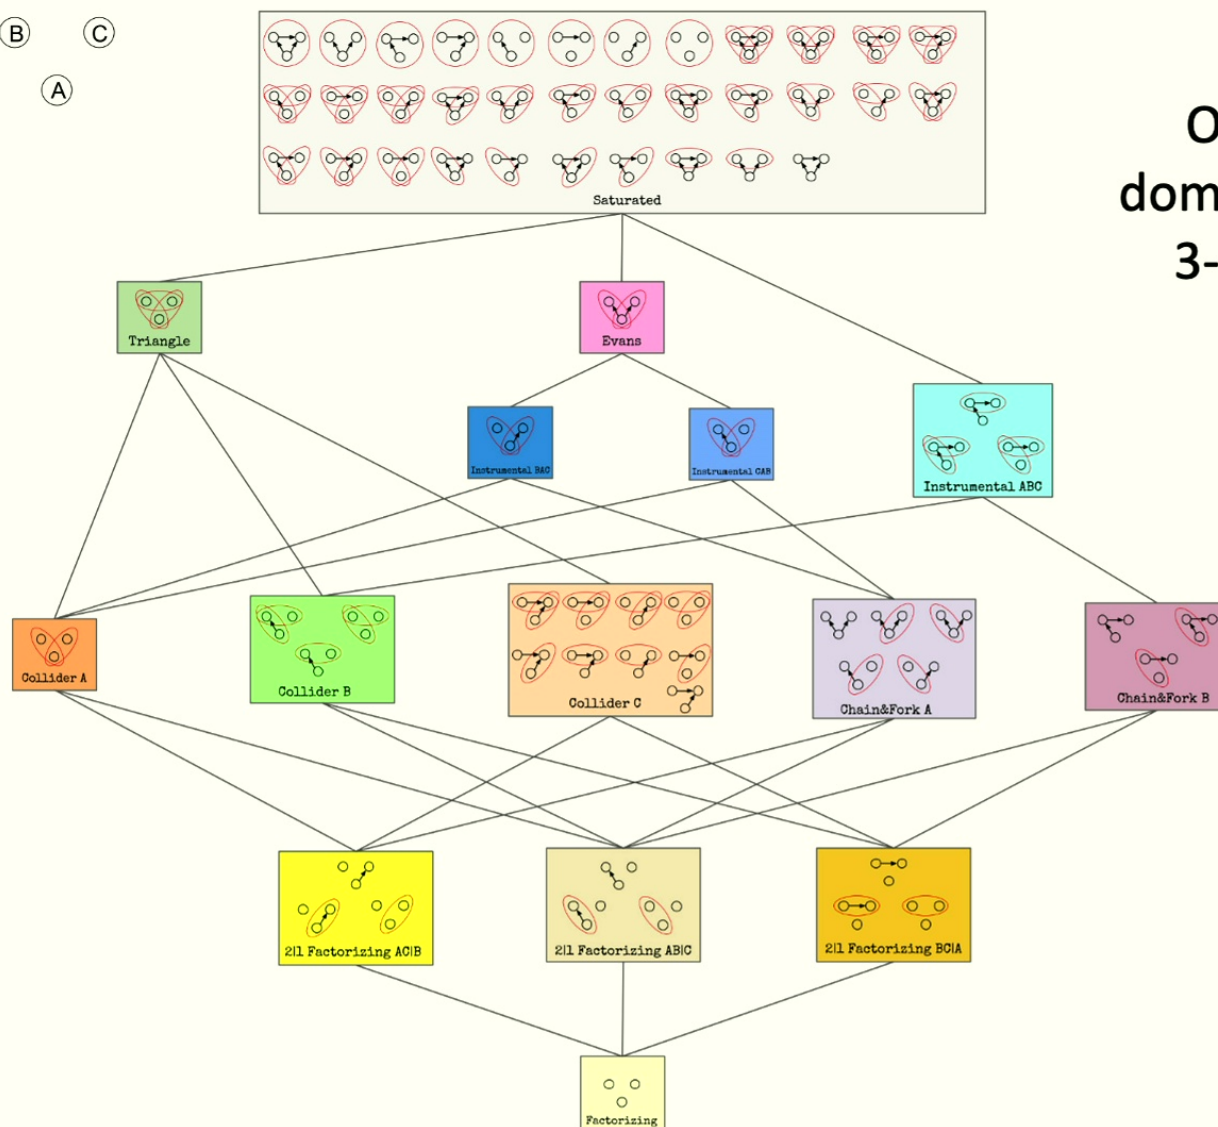 B C
A
O
dom
3-
Saturated
Triangle
Evans
Instrumental BAC
Instrumental CAB
Instrumental ABC
Collider A
Collider B
Collider C
Chain&Fork A
Chain&Fork B
2|1 Factorizing AC|B
2|1 Factorizing AB|C
2|1 Factorizing BC|A
Factorizing